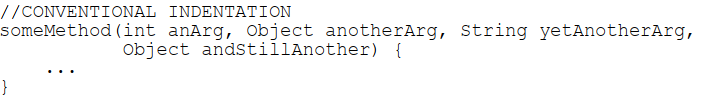 //CONVENTIONAL INDENTATION
someMethod(int anArg, Object anotherArg, String yetAnotherArg,
           Object andStillAnother) {
    ...
}